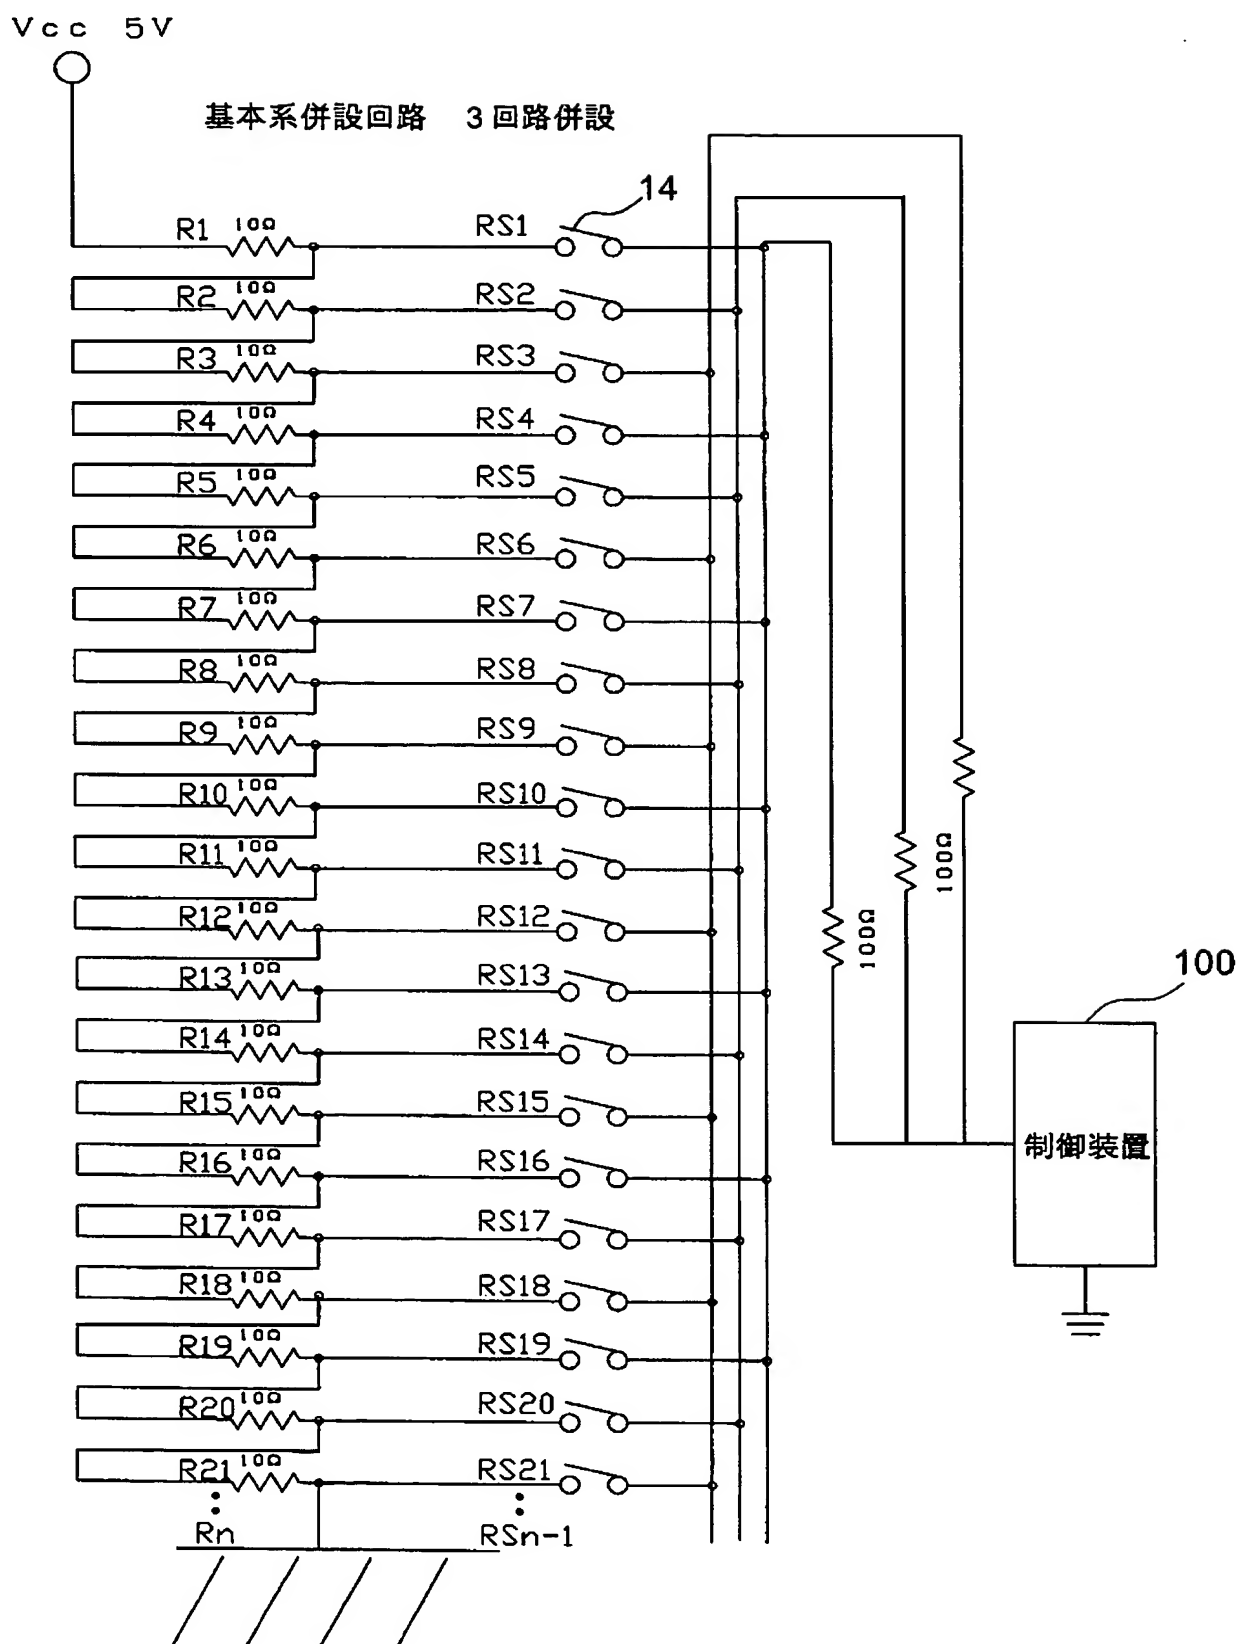 Vcc 5V
基本系併設回路 3回路併設
14
R1 10Ω RS1
R2 10Ω RS2
R3 10Ω RS3
R4 10Ω RS4
R5 10Ω RS5
R6 10Ω RS6
R7 10Ω RS7
R8 10Ω RS8
R9 10Ω RS9
R10 10Ω RS10
R11 10Ω RS11
R12 10Ω RS12
R13 10Ω RS13
R14 10Ω RS14
R15 10Ω RS15
R16 10Ω RS16
R17 10Ω RS17
R18 10Ω RS18
R19 10Ω RS19
R20 10Ω RS20
R21 10Ω RS21
Rn RSn-1
100Ω
100Ω
100
制御装置